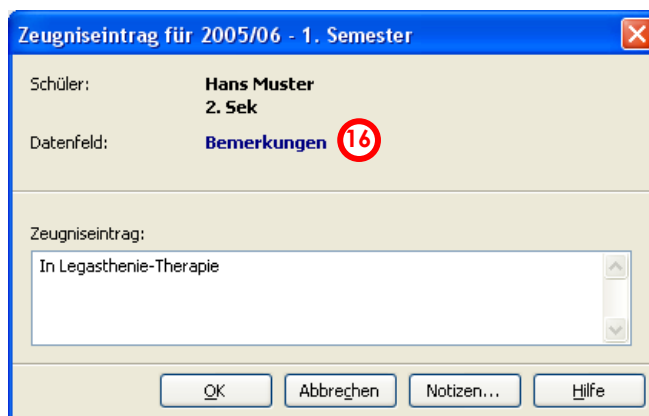 Zeugniseintrag für 2005/06 - 1. Semester
Schüler: Hans Muster
2. Sek
Datenfeld: Bemerkungen 16
Zeugniseintrag:
In Legasthenie-Therapie
OK Abbrechen Notizen... Hilfe